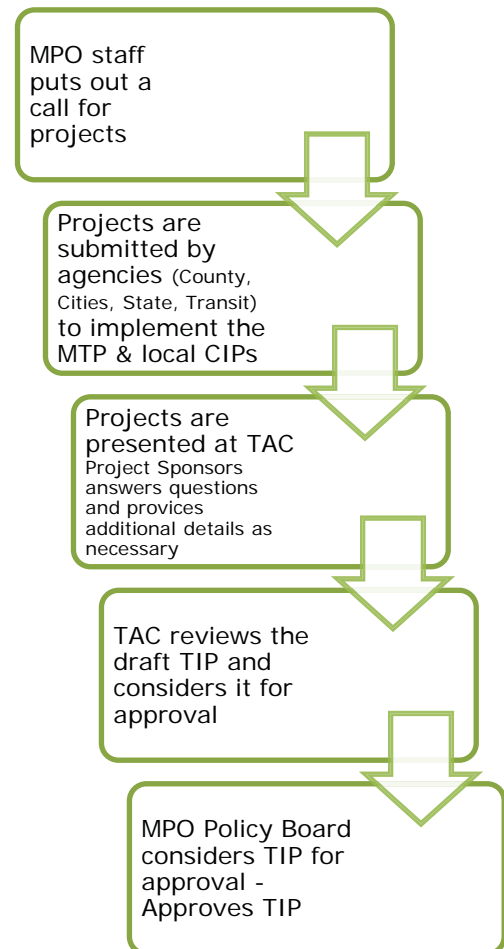 MPO staff
puts out a
call for
projects
Projects are
submitted by
agencies (County,
Cities, State, Transit)
to implement the
MTP & local CIPs
Projects are
presented at TAC
Project Sponsors
answers questions
and provices
additional details as
necessary
TAC reviews the
draft TIP and
considers it for
approval
MPO Policy Board
considers TIP for
approval -
Approves TIP